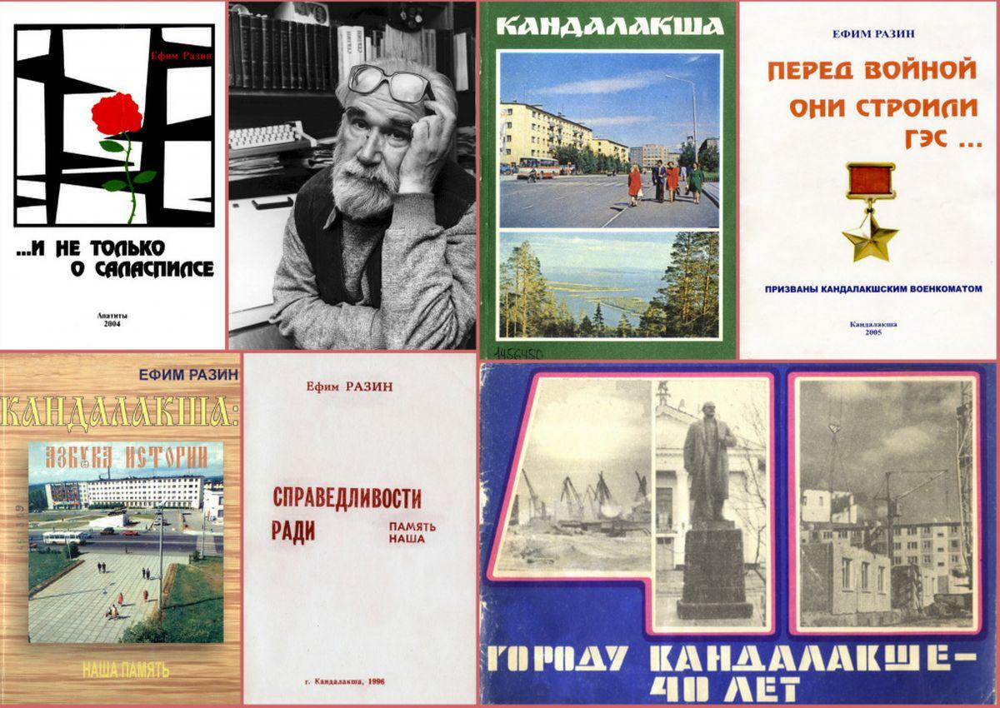 Ефим Разин
...И НЕ ТОЛЬКО
О САЛАСПИЛСЕ
Апатиты
2004
СТАЛИН
СТАЛИН
КАНДАЛАКША
1456450
ЕФИМ РАЗИН
ПЕРЕД ВОЙНОЙ
ОНИ СТРОИЛИ
ГЭС ...
ПРИЗВАНЫ КАНДАЛАКШСКИМ ВОЕНКОМАТОМ
Кандалакша
2005
ЕФИМ РАЗИН
КАНДАЛАКША:
АЗБУКА ИСТОРИИ
НАША ПАМЯТЬ
Ефим РАЗИН
СПРАВЕДЛИВОСТИ
РАДИ
ПАМЯТЬ
НАША
г. Кандалакша, 1996
ГОРОДУ КАНДАЛАКШЕ-
40 ЛЕТ